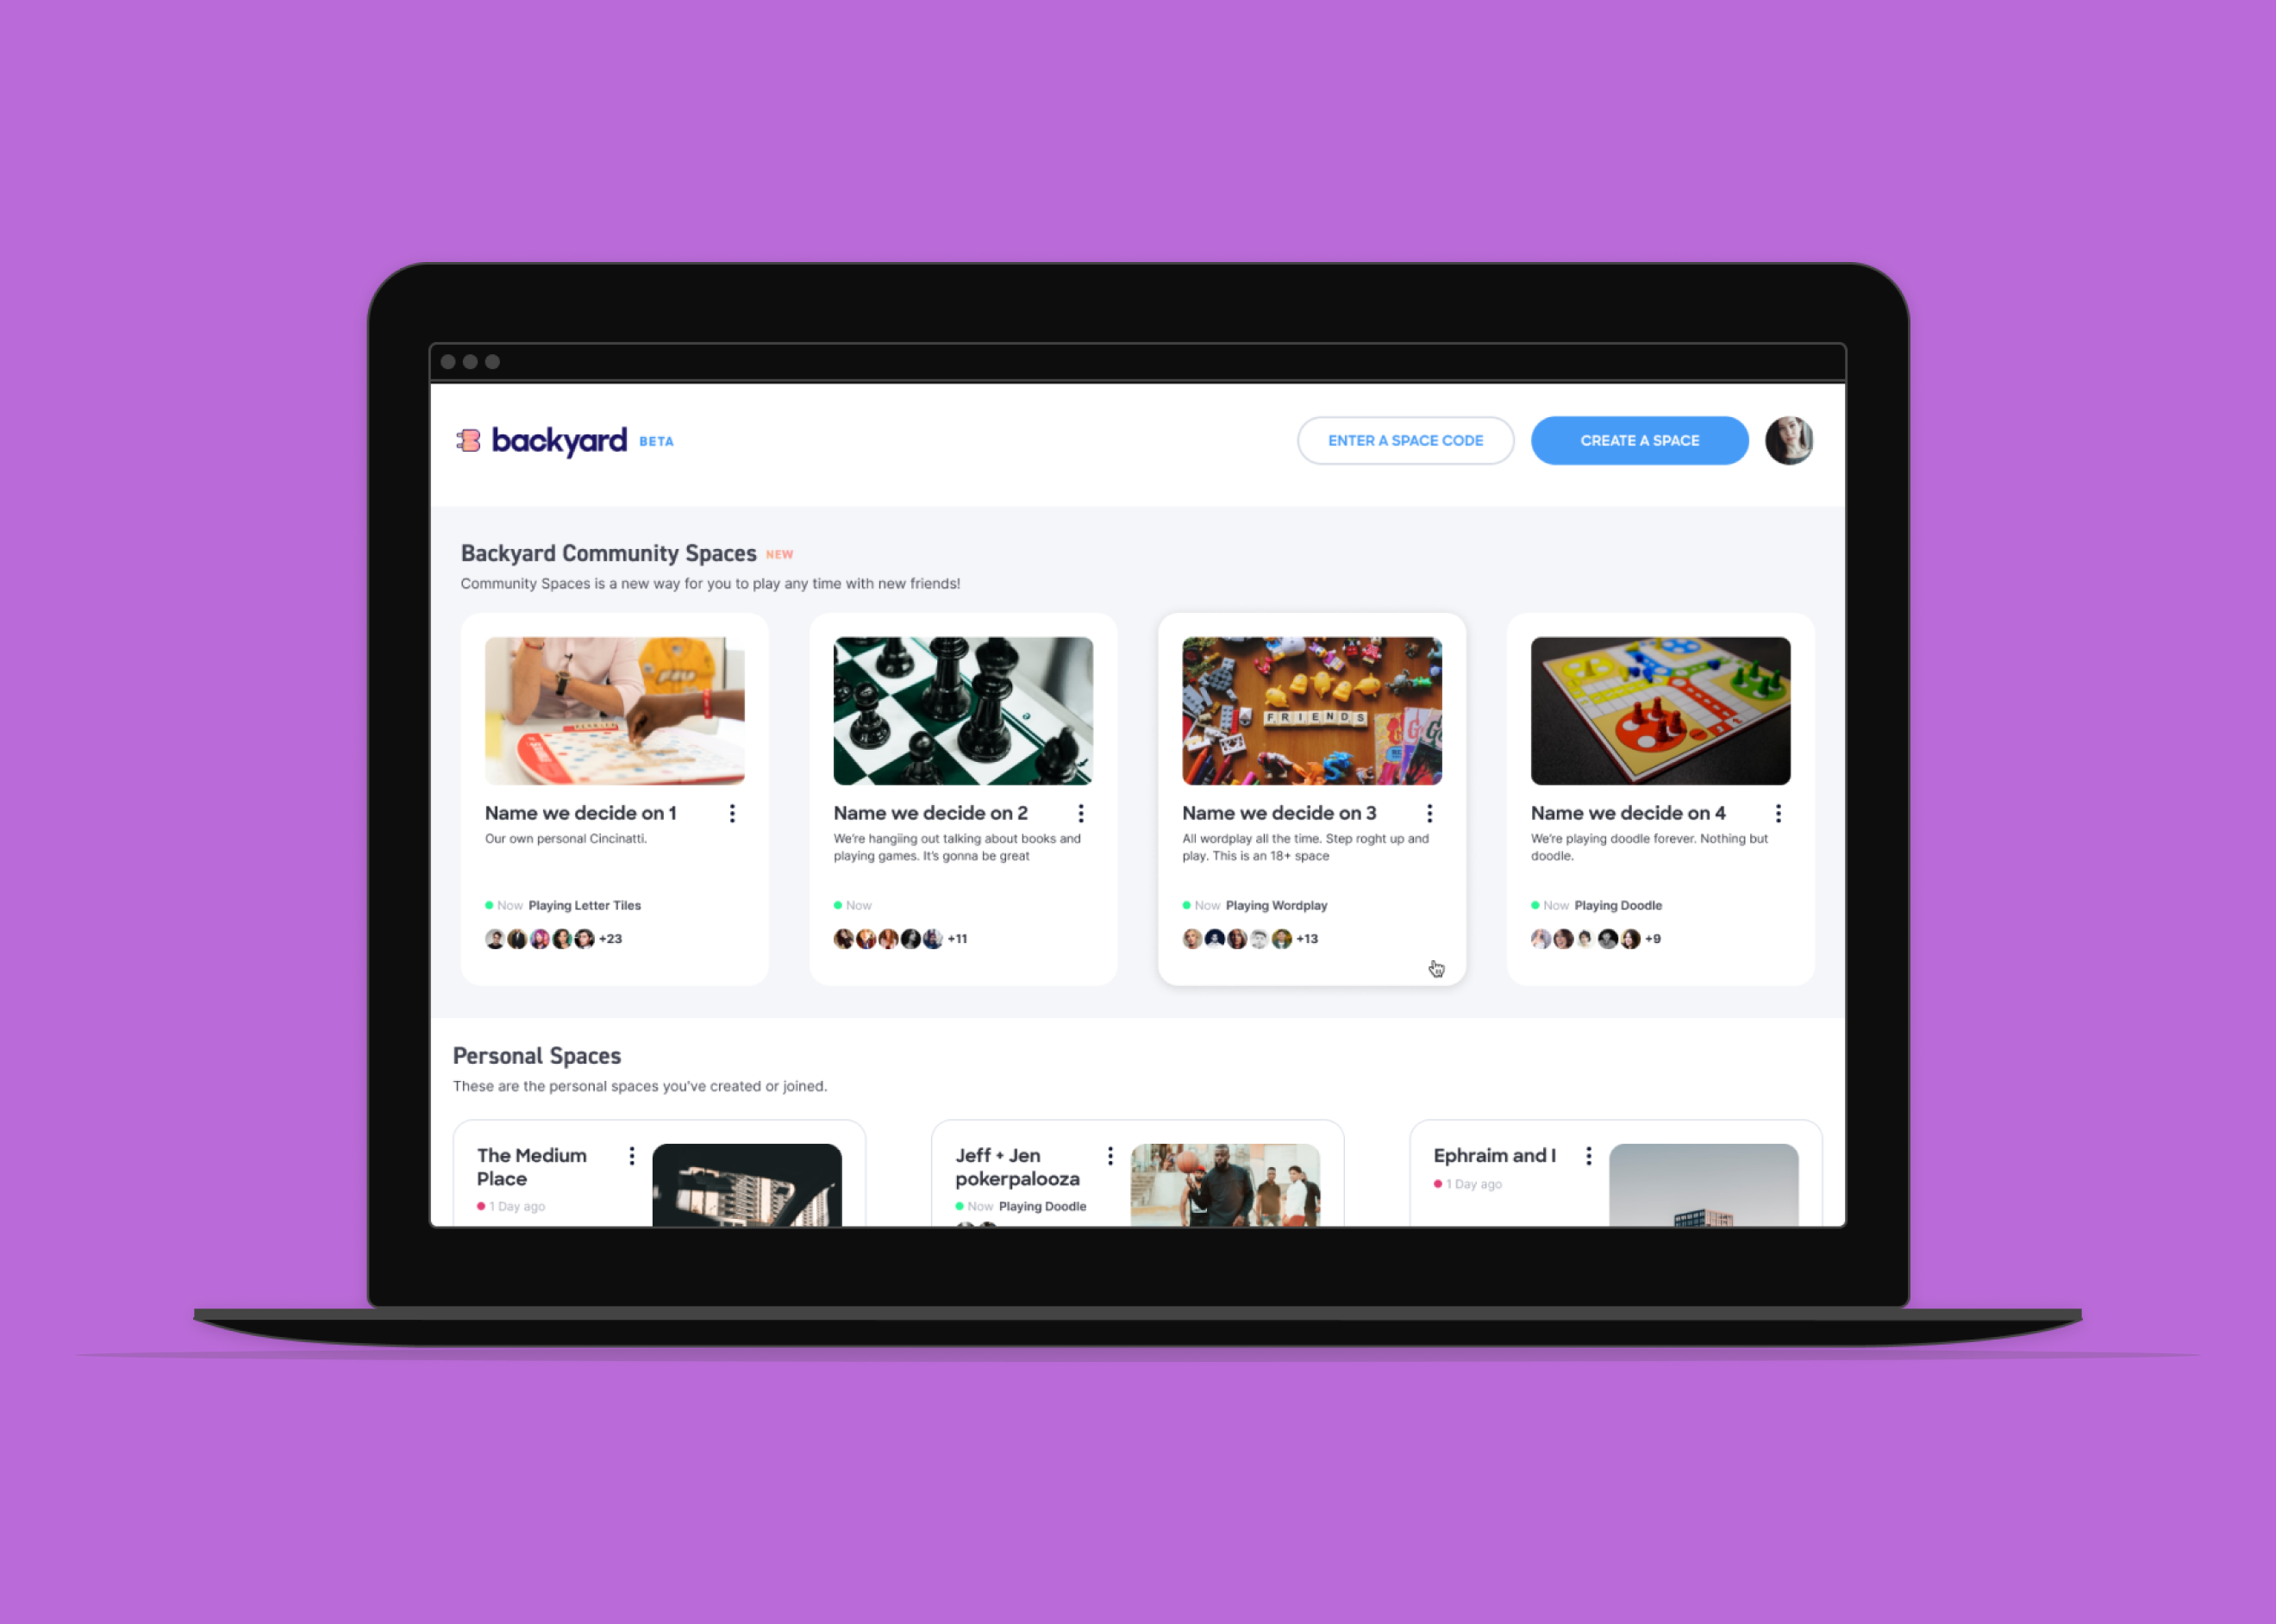 backyard BETA
ENTER A SPACE CODE
CREATE A SPACE
Backyard Community Spaces NEW
Community Spaces is a new way for you to play any time with new friends!
FRIENDS
Name we decide on 1
Our own personal Cincinatti.
Now Playing Letter Tiles
+23
Name we decide on 2
We're hangiing out talking about books and
playing games. It's gonna be great
Now
+11
Name we decide on 3
All wordplay all the time. Step roght up and
play. This is an 18+ space
Now Playing Wordplay
+13
Name we decide on 4
We're playing doodle forever. Nothing but
doodle.
Now Playing Doodle
+9
Personal Spaces
These are the personal spaces you've created or joined.
The Medium
Place
1 Day ago
Jeff + Jen
pokerpalooza
Now Playing Doodle
Ephraim and I
1 Day ago